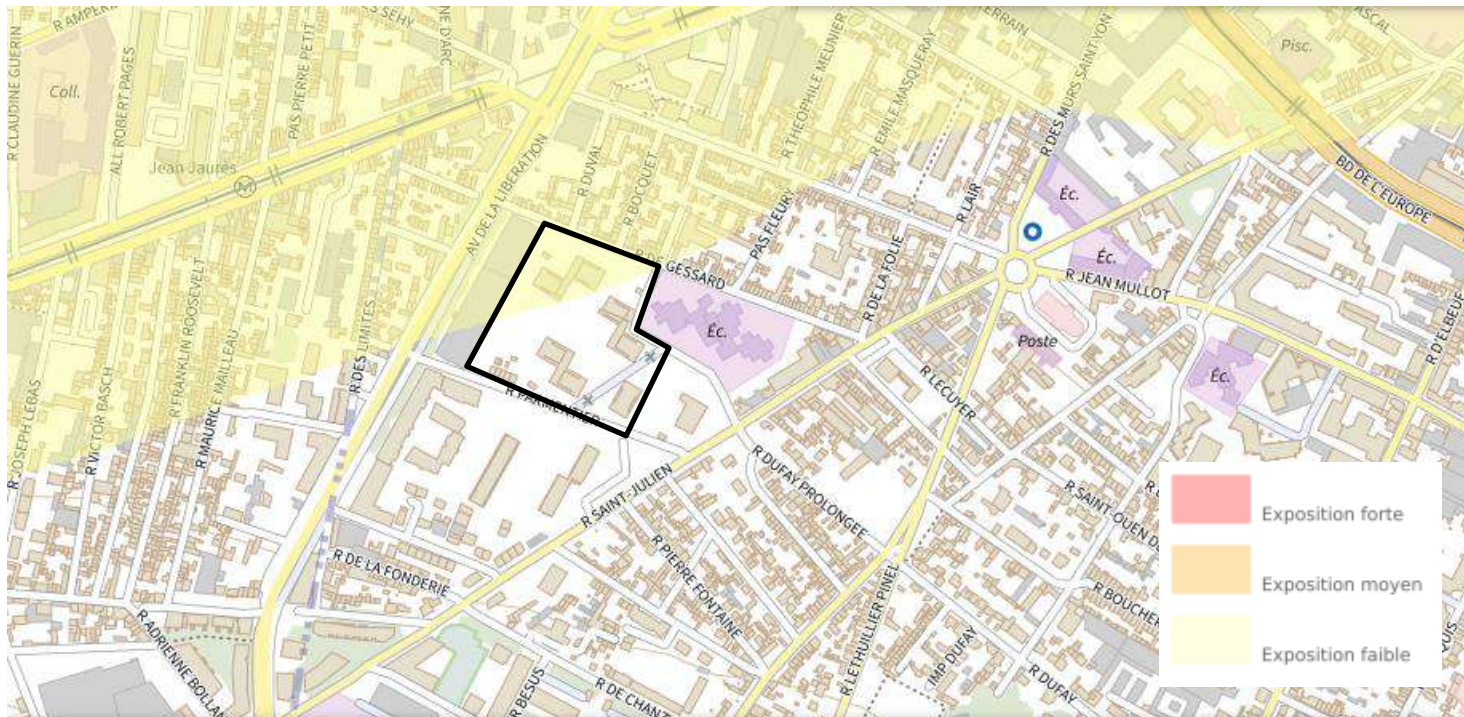 R AMPERE
R CLAUDINE GUERIN
Coll.
ALL ROBERT PAGES
PAS PIERRE PETIT
Jean Jaurès
M
AV DE LA LIBERATION
R DUVAL
R BOCQUET
R THEOPHILE MEUNIER
R EMILE MASQUERAY
TERRAIN
R DES MURS SAINT-YON
Pisc.
PASCAL
BD DE L'EUROPE
Éc.
R LAIR
PAS FLEURY
GESSARD
R DE LA FOLIE
Éc.
R JEAN MULLOT
Éc.
Poste
R D'ELBEUF
Éc.
R LECUYER
R JOSEPH LEBAS
R VICTOR BASCH
R FRANKLIN ROOSEVELT
R MAURICE MAILLEAU
R DES LIMITES
R PARMENTIER
R SAINT-JULIEN
R DUFAY PROLONGEE
R SAINT-OUEN DE
R DE LA FONDERIE
R PIERRE FONTAINE
R LETHUILLIER PINEL
R BOUCHER
R ADRIENNE BOLLAN
R BESUS
R DE CHANZ
IMP DUFAY
R DUFAY
QUIS
Exposition forte
Exposition moyen
Exposition faible